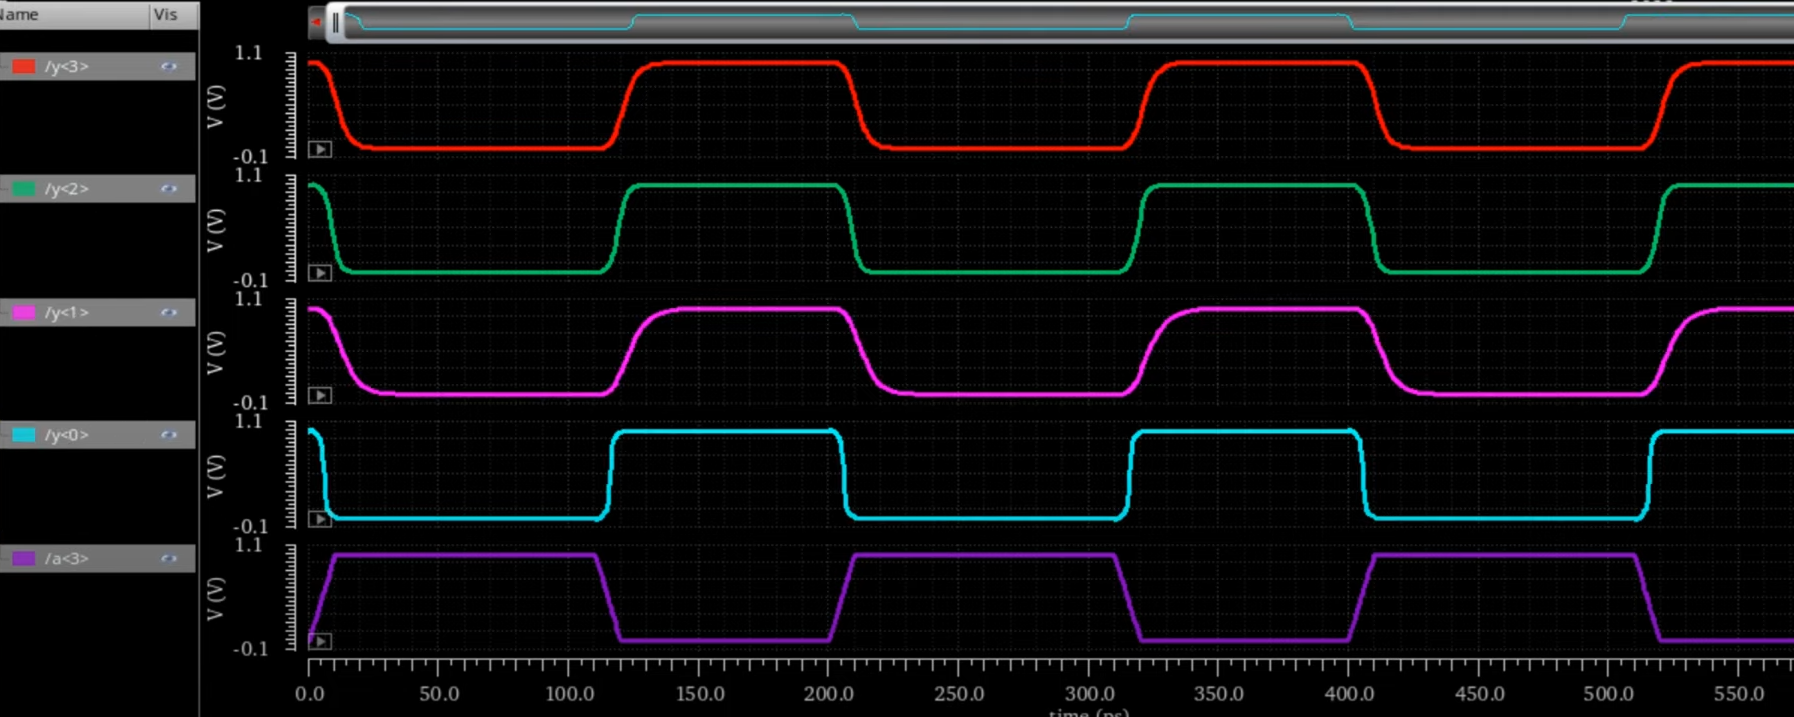 Name Vis
/y<3>
1.1
V (V)
-0.1
/y<2>
1.1
V (V)
-0.1
/y<1>
1.1
V (V)
-0.1
/y<0>
1.1
V (V)
-0.1
/a<3>
1.1
V (V)
-0.1
0.0 50.0 100.0 150.0 200.0 250.0 300.0 350.0 400.0 450.0 500.0 550.0
time (ps)